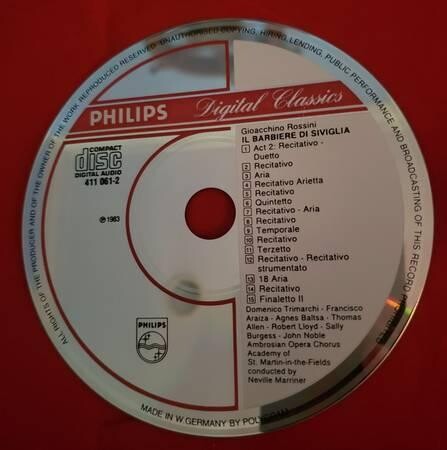 ALL RIGHTS OF THE PRODUCER AND OF THE OWNER OF THE WORK REPRODUCED RESERVED. UNAUTHORISED COPYING, HIRING, LENDING, PUBLIC PERFORMANCE AND BROADCASTING OF THIS RECORD PROHIBITED
PHILIPS
Digital Classics
COMPACT
disc
DIGITAL AUDIO
411 061-2
℗ 1983
Gioacchino Rossini
IL BARBIERE DI SIVIGLIA
1 Act 2: Recitativo -
Duetto
2 Recitativo
3 Aria
4 Recitativo Arietta
5 Recitativo
6 Quintetto
7 Recitativo - Aria
8 Recitativo
9 Temporale
10 Recitativo
11 Terzetto
12 Recitativo - Recitativo
strumentato
13 18 Aria
14 Recitativo
15 Finaletto II
Domenico Trimarchi - Francisco
Araiza - Agnes Baltsa - Thomas
Allen - Robert Lloyd - Sally
Burgess - John Noble
Ambrosian Opera Chorus
Academy of
St. Martin-in-the-Fields
conducted by
Neville Marriner
PHILIPS
MADE IN W. GERMANY BY POLYGRAM